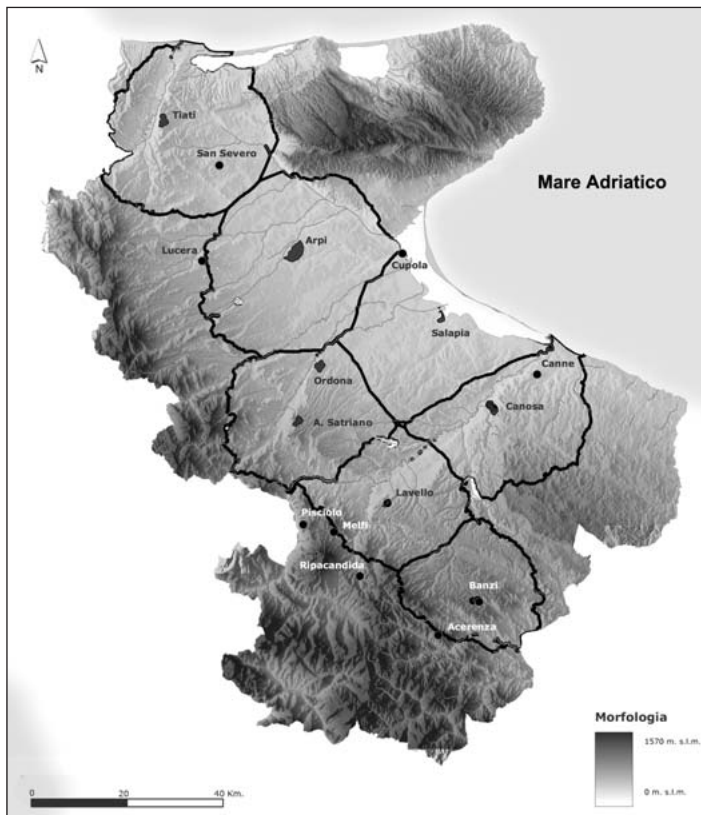 N
Tiati
San Severo
Mare Adriatico
Arpi
Lucera
Cupola
Salapia
Canne
Ordona
Canosa
A. Satriano
Lavello
Pisciolo
Melfi
Ripacandida
Banzi
Acerenza
Morfologia
1570 m. s.l.m.
0 m. s.l.m.
0 20 40 Km.